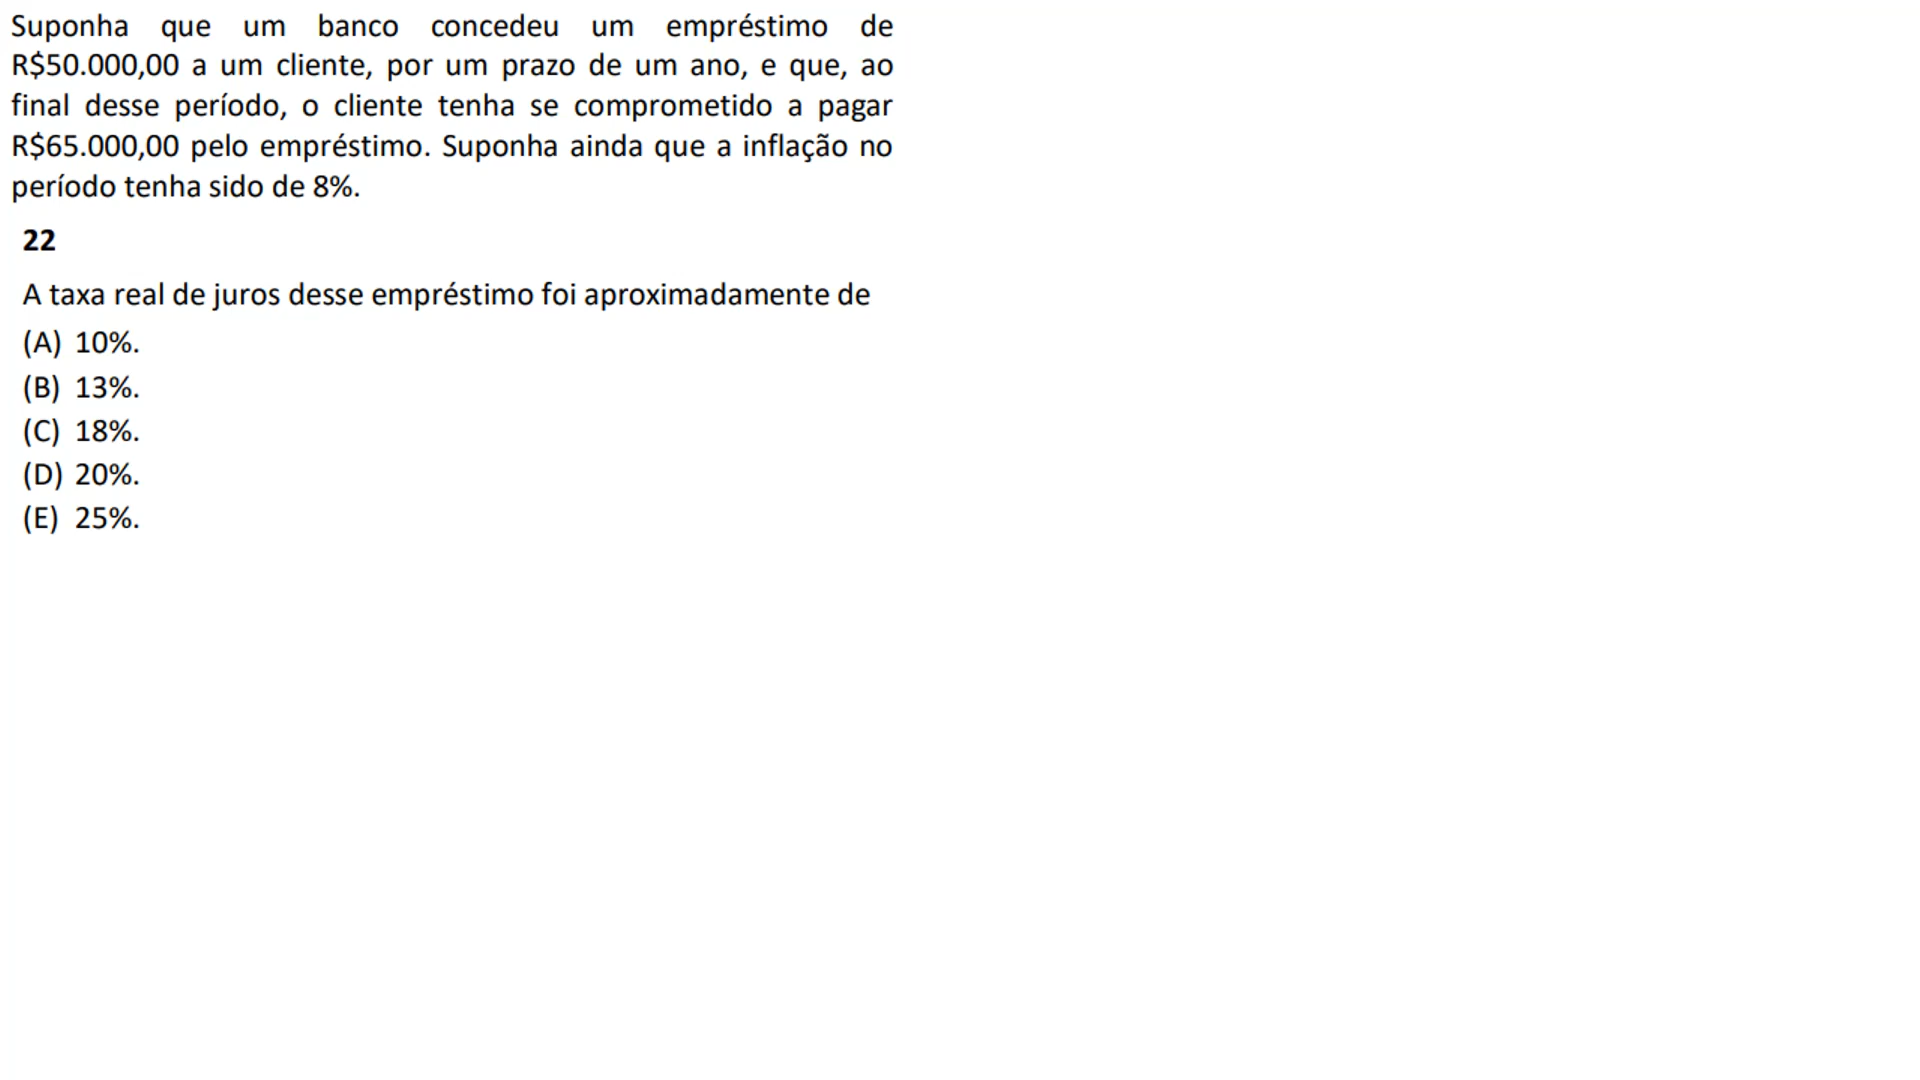 Suponha que um banco concedeu um empréstimo de
R$50.000,00 a um cliente, por um prazo de um ano, e que, ao
final desse período, o cliente tenha se comprometido a pagar
R$65.000,00 pelo empréstimo. Suponha ainda que a inflação no
período tenha sido de 8%.
22
A taxa real de juros desse empréstimo foi aproximadamente de
(A) 10%.
(B) 13%.
(C) 18%.
(D) 20%.
(E) 25%.